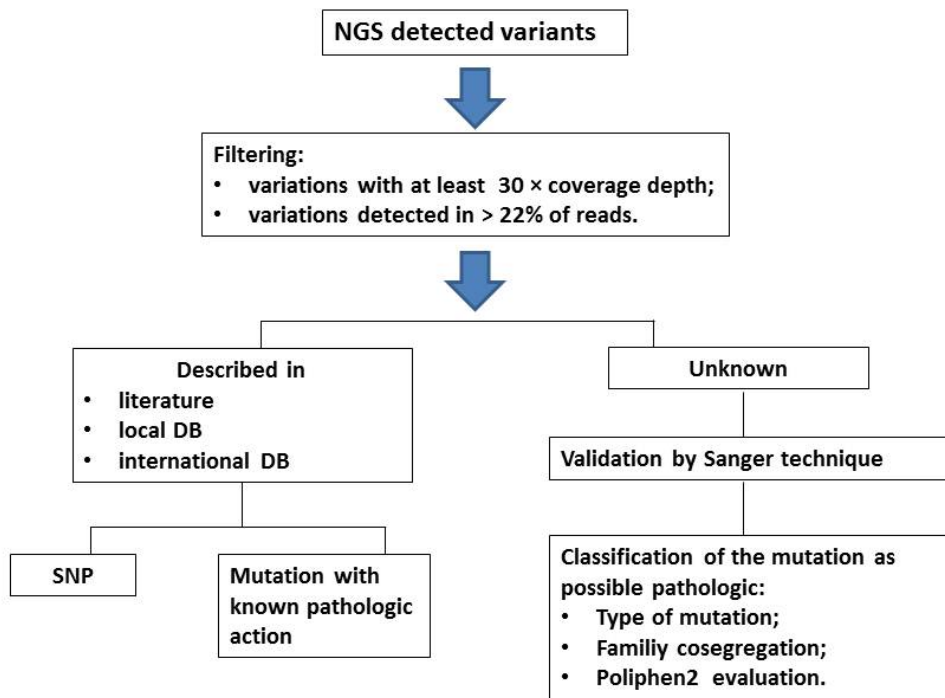 NGS detected variants
Filtering:
• variations with at least 30 × coverage depth;
• variations detected in > 22% of reads.
Described in
• literature
• local DB
• international DB
Unknown
Validation by Sanger technique
SNP
Mutation with
known pathologic
action
Classification of the mutation as
possible pathologic:
• Type of mutation;
• Familiy cosegregation;
• Poliphen2 evaluation.